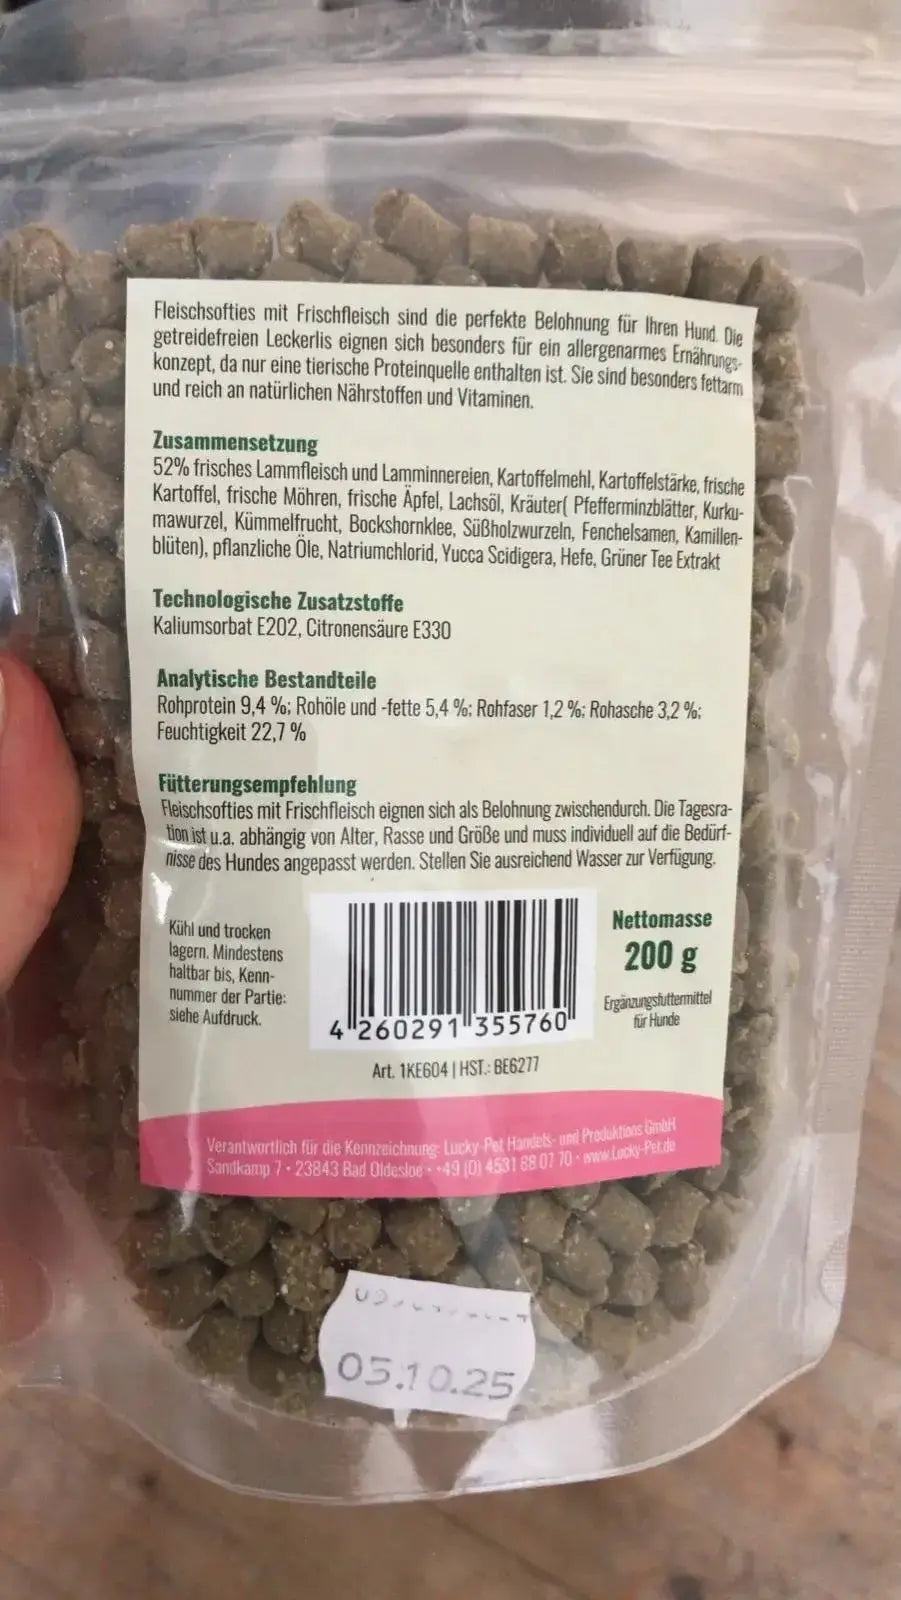 Fleischsofties mit Frischfleisch sind die perfekte Belohnung für Ihren Hund. Die
getreidefreien Leckerlis eignen sich besonders für ein allergenarmes Ernährungs-
konzept, da nur eine tierische Proteinquelle enthalten ist. Sie sind besonders fettarm
und reich an natürlichen Nährstoffen und Vitaminen.
Zusammensetzung
52% frisches Lammfleisch und Lamminnereien, Kartoffelmehl, Kartoffelstärke, frische
Kartoffel, frische Möhren, frische Äpfel, Lachsöl, Kräuter( Pfefferminzblätter, Kurku-
mawurzel, Kümmelfrucht, Bockshornklee, Süßholzwurzeln, Fenchelsamen, Kamillen-
blüten), pflanzliche Öle, Natriumchlorid, Yucca Scidigera, Hefe, Grüner Tee Extrakt
Technologische Zusatzstoffe
Kaliumsorbat E202, Citronensäure E330
Analytische Bestandteile
Rohprotein 9,4 %; Rohöle und -fette 5,4 %; Rohfaser 1,2 %; Rohasche 3,2 %;
Feuchtigkeit 22,7 %
Fütterungsempfehlung
Fleischsofties mit Frischfleisch eignen sich als Belohnung zwischendurch. Die Tagesra-
tion ist u.a. abhängig von Alter, Rasse und Größe und muss individuell auf die Bedürf-
nisse des Hundes angepasst werden. Stellen Sie ausreichend Wasser zur Verfügung.
Kühl und trocken
lagern. Mindestens
haltbar bis, Kenn-
nummer der Partie:
siehe Aufdruck.
4 260291 355760
Nettomasse
200 g
Ergänzungsfuttermittel
für Hunde
Art. 1KE604 | HST.: BE6277
Verantwortlich für die Kennzeichnung: Lucky-Pet Handels- und Produktions GmbH
Sandkamp 7 • 23843 Bad Oldesloe • +49 (0) 4531 88 07 70 • www.Lucky-Pet.de
05.10.25